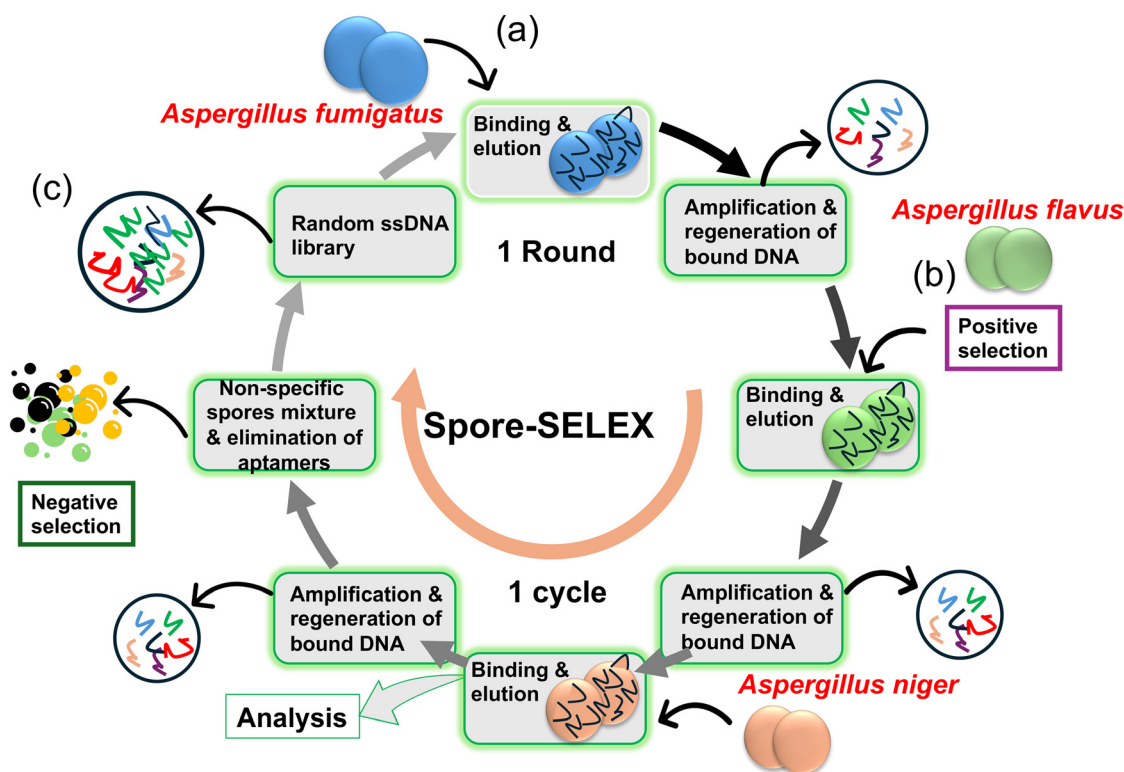 (a)
Aspergillus fumigatus
Binding &
elution
(c)
Random ssDNA
library
1 Round
Amplification &
regeneration of
bound DNA
Aspergillus flavus
(b)
Positive
selection
Binding &
elution
Non-specific
spores mixture
& elimination of
aptamers
Spore-SELEX
Negative
selection
1 cycle
Amplification &
regeneration of
bound DNA
Amplification &
regeneration of
bound DNA
Binding &
elution
Aspergillus niger
Analysis